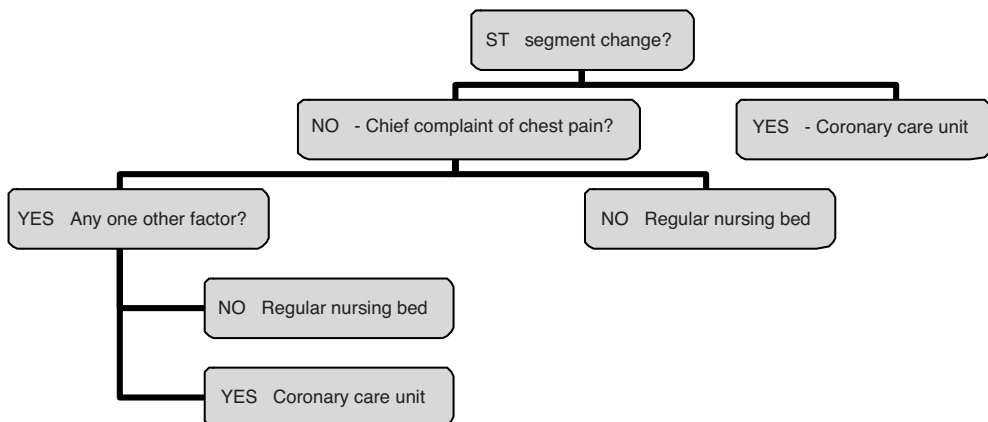 ST segment change?
NO - Chief complaint of chest pain?
YES - Coronary care unit
YES Any one other factor?
NO Regular nursing bed
NO Regular nursing bed
YES Coronary care unit